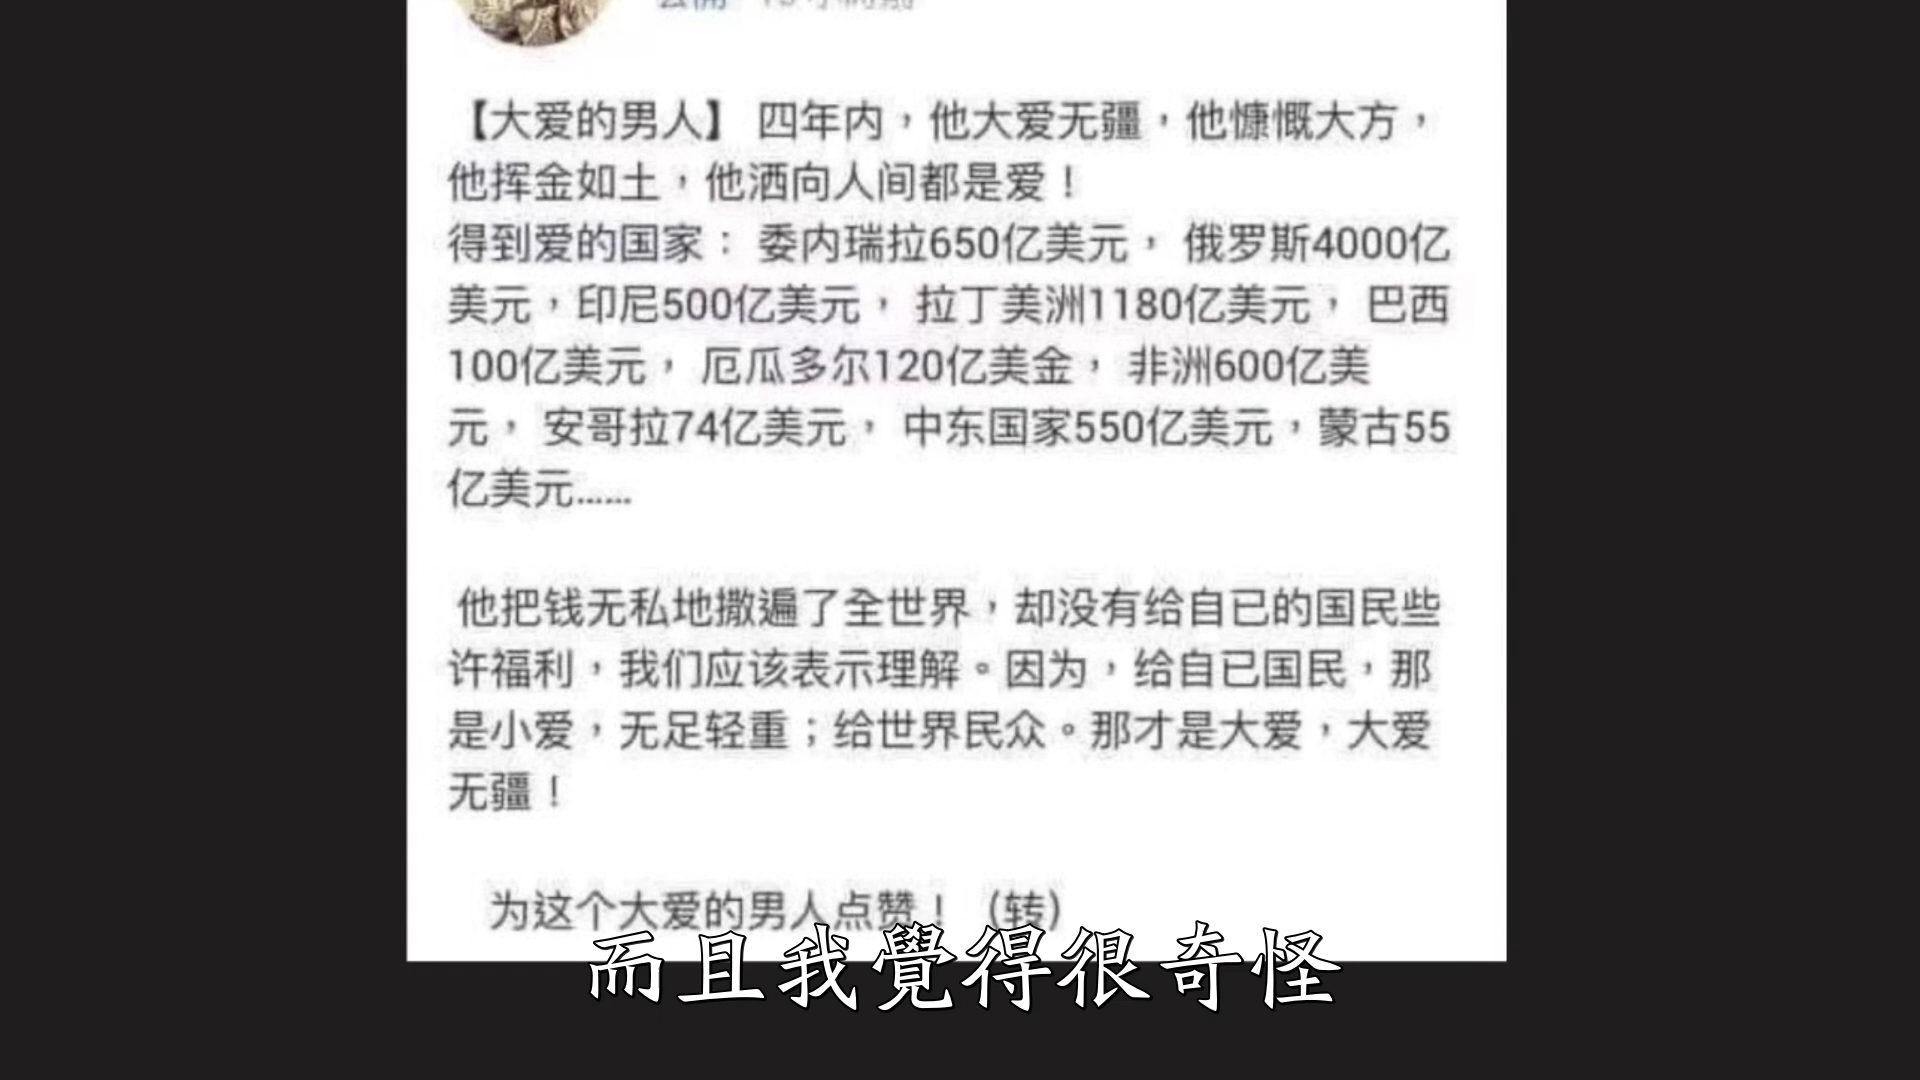 【大爱的男人】 四年内，他大爱无疆，他慷慨大方，
他挥金如土，他洒向人间都是爱！
得到爱的国家： 委内瑞拉650亿美元， 俄罗斯4000亿
美元，印尼500亿美元， 拉丁美洲1180亿美元， 巴西
100亿美元， 厄瓜多尔120亿美金， 非洲600亿美
元， 安哥拉74亿美元， 中东国家550亿美元，蒙古55
亿美元……
他把钱无私地撒遍了全世界，却没有给自已的国民些
许福利，我们应该表示理解。因为，给自已国民，那
是小爱，无足轻重；给世界民众。那才是大爱，大爱
无疆！
为这个大爱的男人点赞！（转）
而且我覺得很奇怪